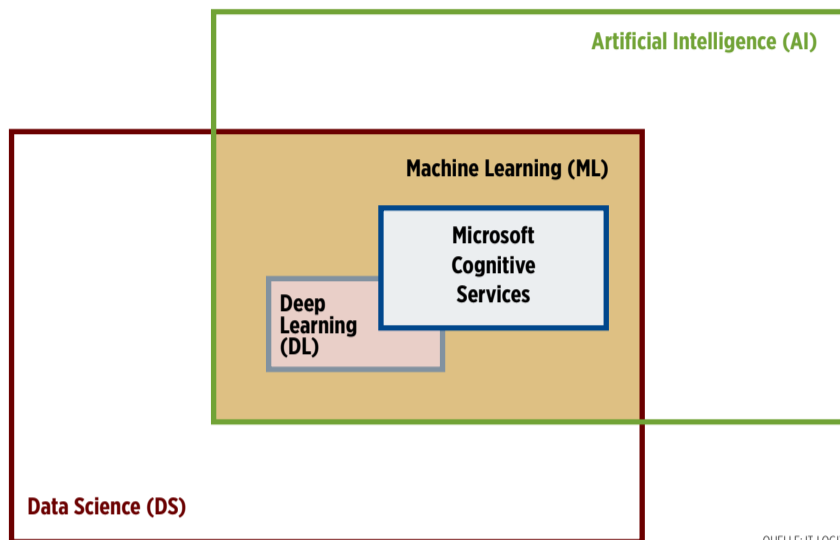 Artificial Intelligence (AI)
Machine Learning (ML)
Microsoft
Cognitive
Services
Deep
Learning
(DL)
Data Science (DS)